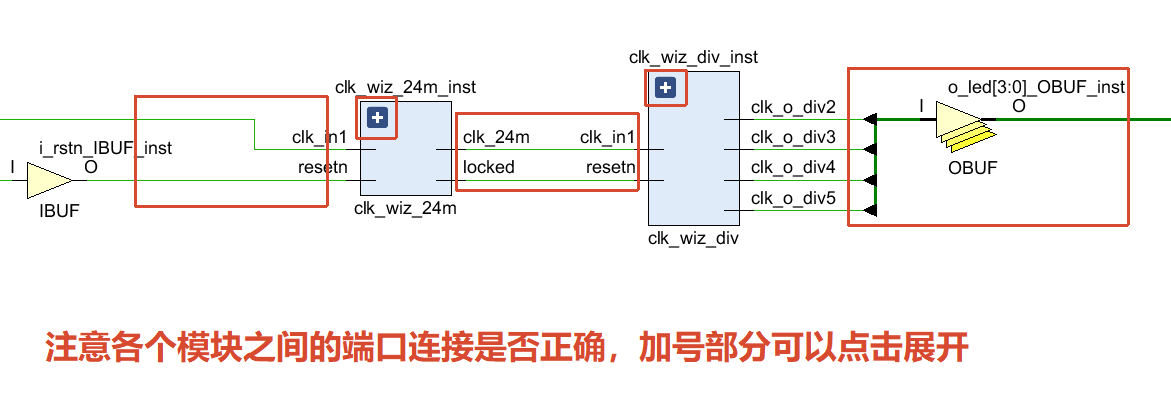 clk_wiz_div_inst
clk_wiz_24m_inst
o_led[3:0]_OBUF_inst
clk_o_div2
I
O
i_rstn_IBUF_inst
clk_in1
clk_24m
clk_in1
clk_o_div3
I
O
resetn
locked
resetn
clk_o_div4
OBUF
IBUF
clk_wiz_24m
clk_o_div5
clk_wiz_div
注意各个模块之间的端口连接是否正确，加号部分可以点击展开